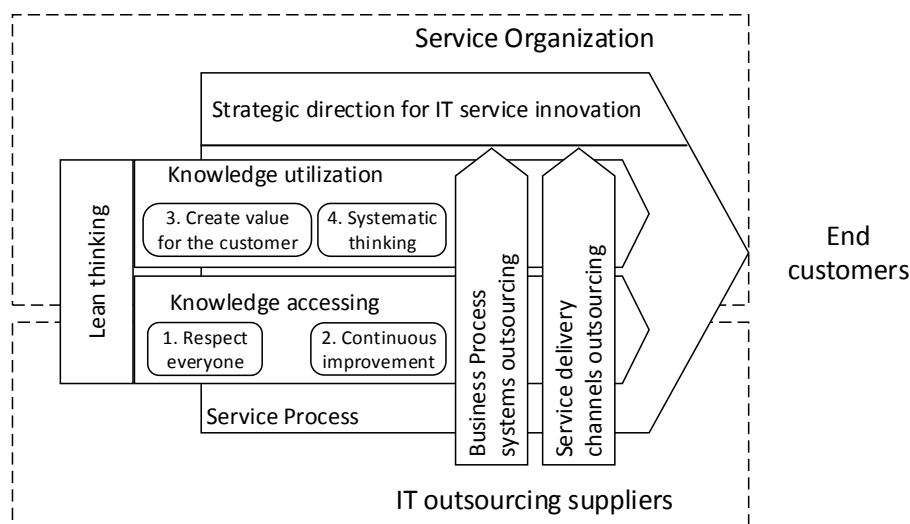 Service Organization
Strategic direction for IT service innovation
Lean thinking
Knowledge utilization
3. Create value
for the customer
4. Systematic
thinking
Knowledge accessing
1. Respect
everyone
2. Continuous
improvement
Business Process
systems outsourcing
Service delivery
channels outsourcing
End
customers
Service Process
IT outsourcing suppliers